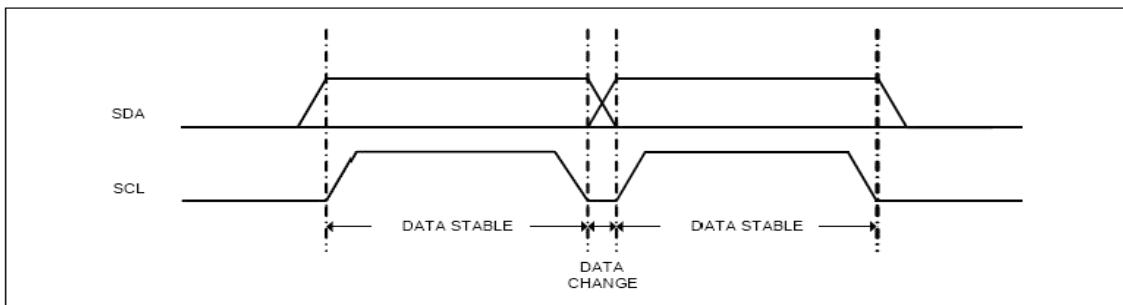 SDA
SCL
DATA STABLE
DATA STABLE
DATA
CHANGE